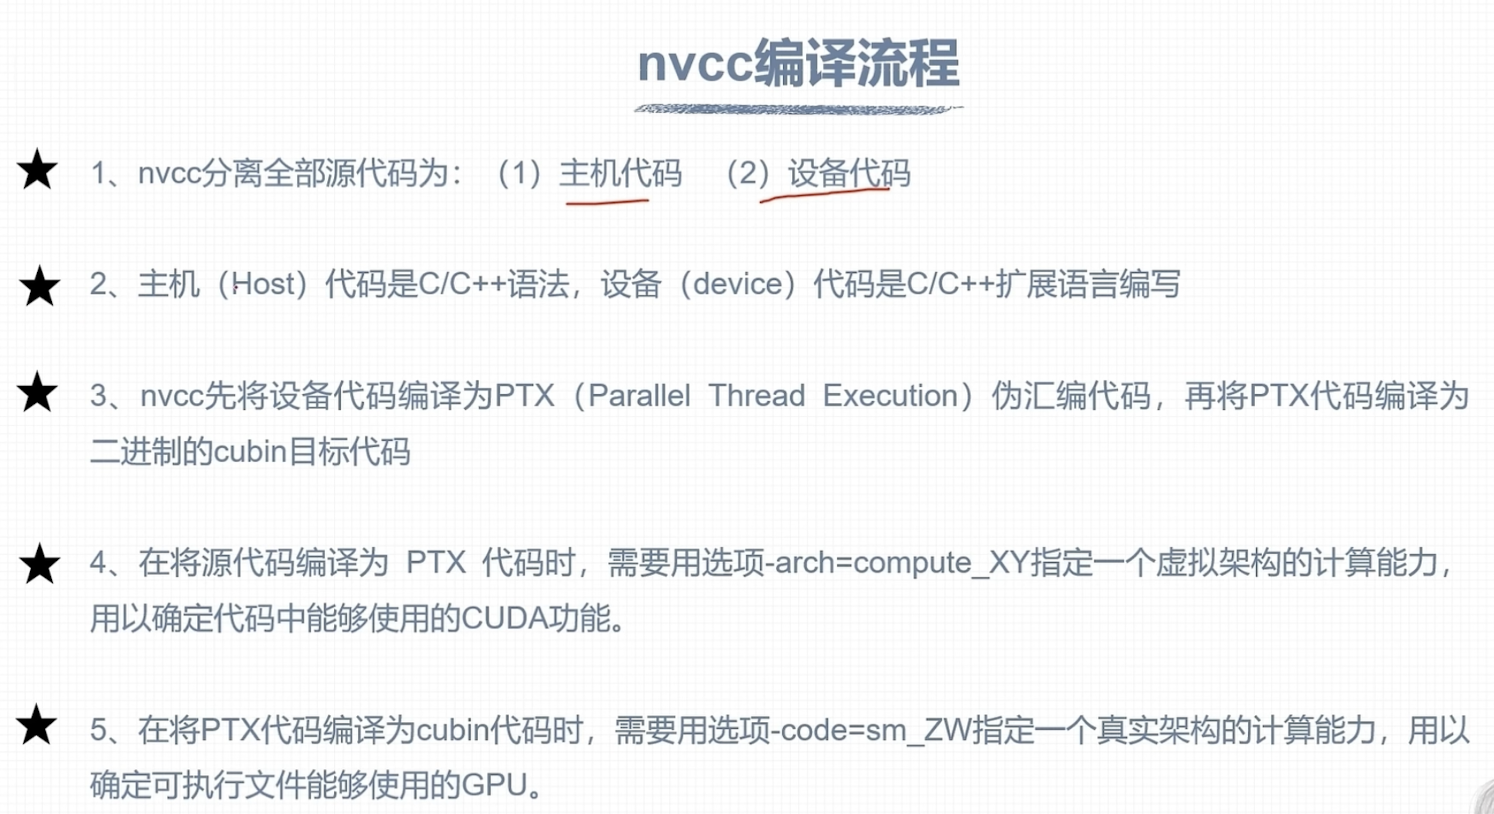 nvcc编译流程
1、nvcc分离全部源代码为：（1）主机代码 （2）设备代码
2、主机（Host）代码是C/C++语法，设备（device）代码是C/C++扩展语言编写
3、nvcc先将设备代码编译为PTX（Parallel Thread Execution）伪汇编代码，再将PTX代码编译为
二进制的cubin目标代码
4、在将源代码编译为 PTX 代码时，需要用选项-arch=compute_XY指定一个虚拟架构的计算能力，
用以确定代码中能够使用的CUDA功能。
5、在将PTX代码编译为cubin代码时，需要用选项-code=sm_ZW指定一个真实架构的计算能力，用以
确定可执行文件能够使用的GPU。